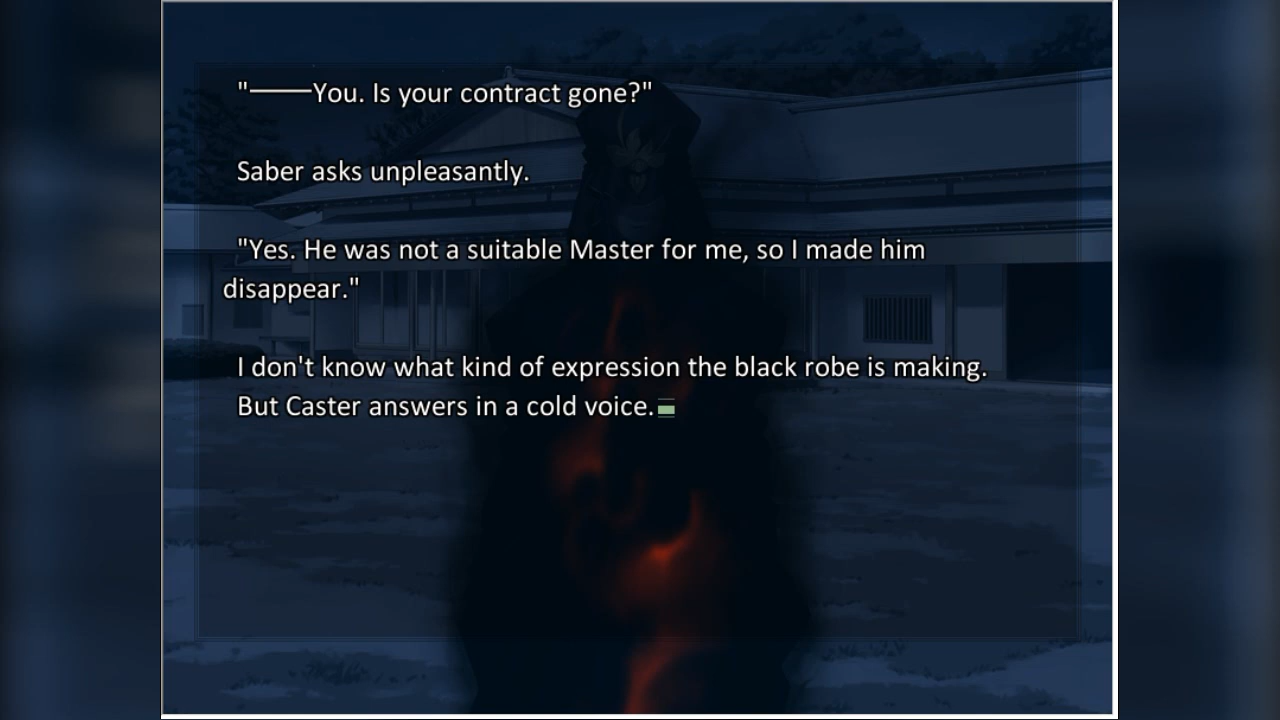 "――You. Is your contract gone?"
Saber asks unpleasantly.
"Yes. He was not a suitable Master for me, so I made him
disappear."
I don't know what kind of expression the black robe is making.
But Caster answers in a cold voice.